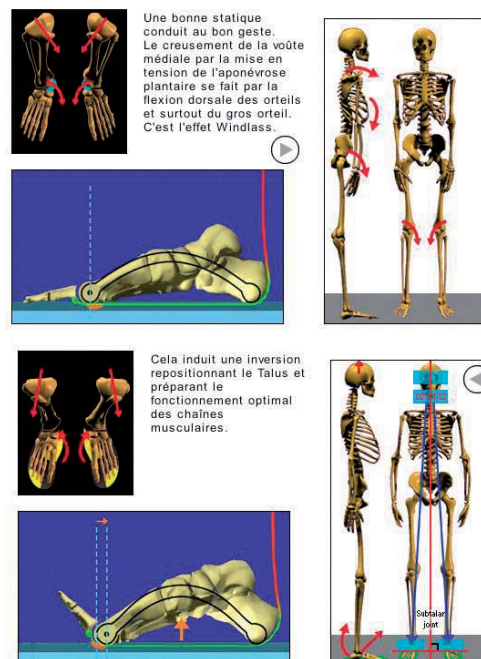 Une bonne statique
conduit au bon geste.
Le creusement de la voûte
médiale par la mise en
tension de l'aponévrose
plantaire se fait par la
flexion dorsale des orteils
et surtout du gros orteil.
C'est l'effet Windlass.
Cela induit une inversion
repositionnant le Talus et
préparant le
fonctionnement optimal
des chaînes
musculaires.
Subtalar
joint